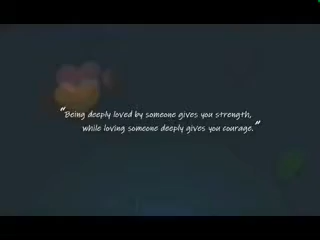 "Being deeply loved by someone gives you strength,
while loving someone deeply gives you courage."